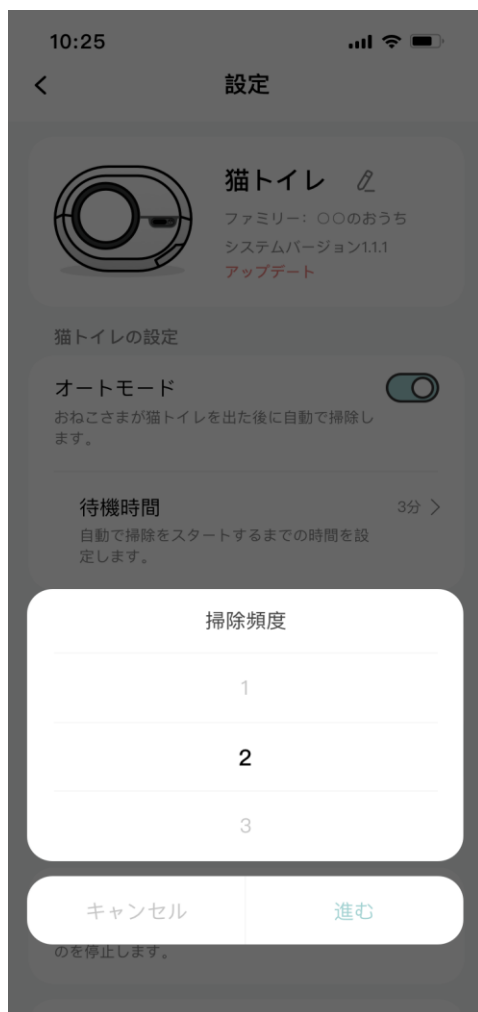 10:25
設定
猫トイレ
ファミリー：○○のおうち
システムバージョン1.1.1
アップデート
猫トイレの設定
オートモード
おねこさまが猫トイレを出た後に自動で掃除し
ます。
待機時間
3分
自動で掃除をスタートするまでの時間を設
定します。
掃除頻度
1
2
3
キャンセル
進む
のを停止します。